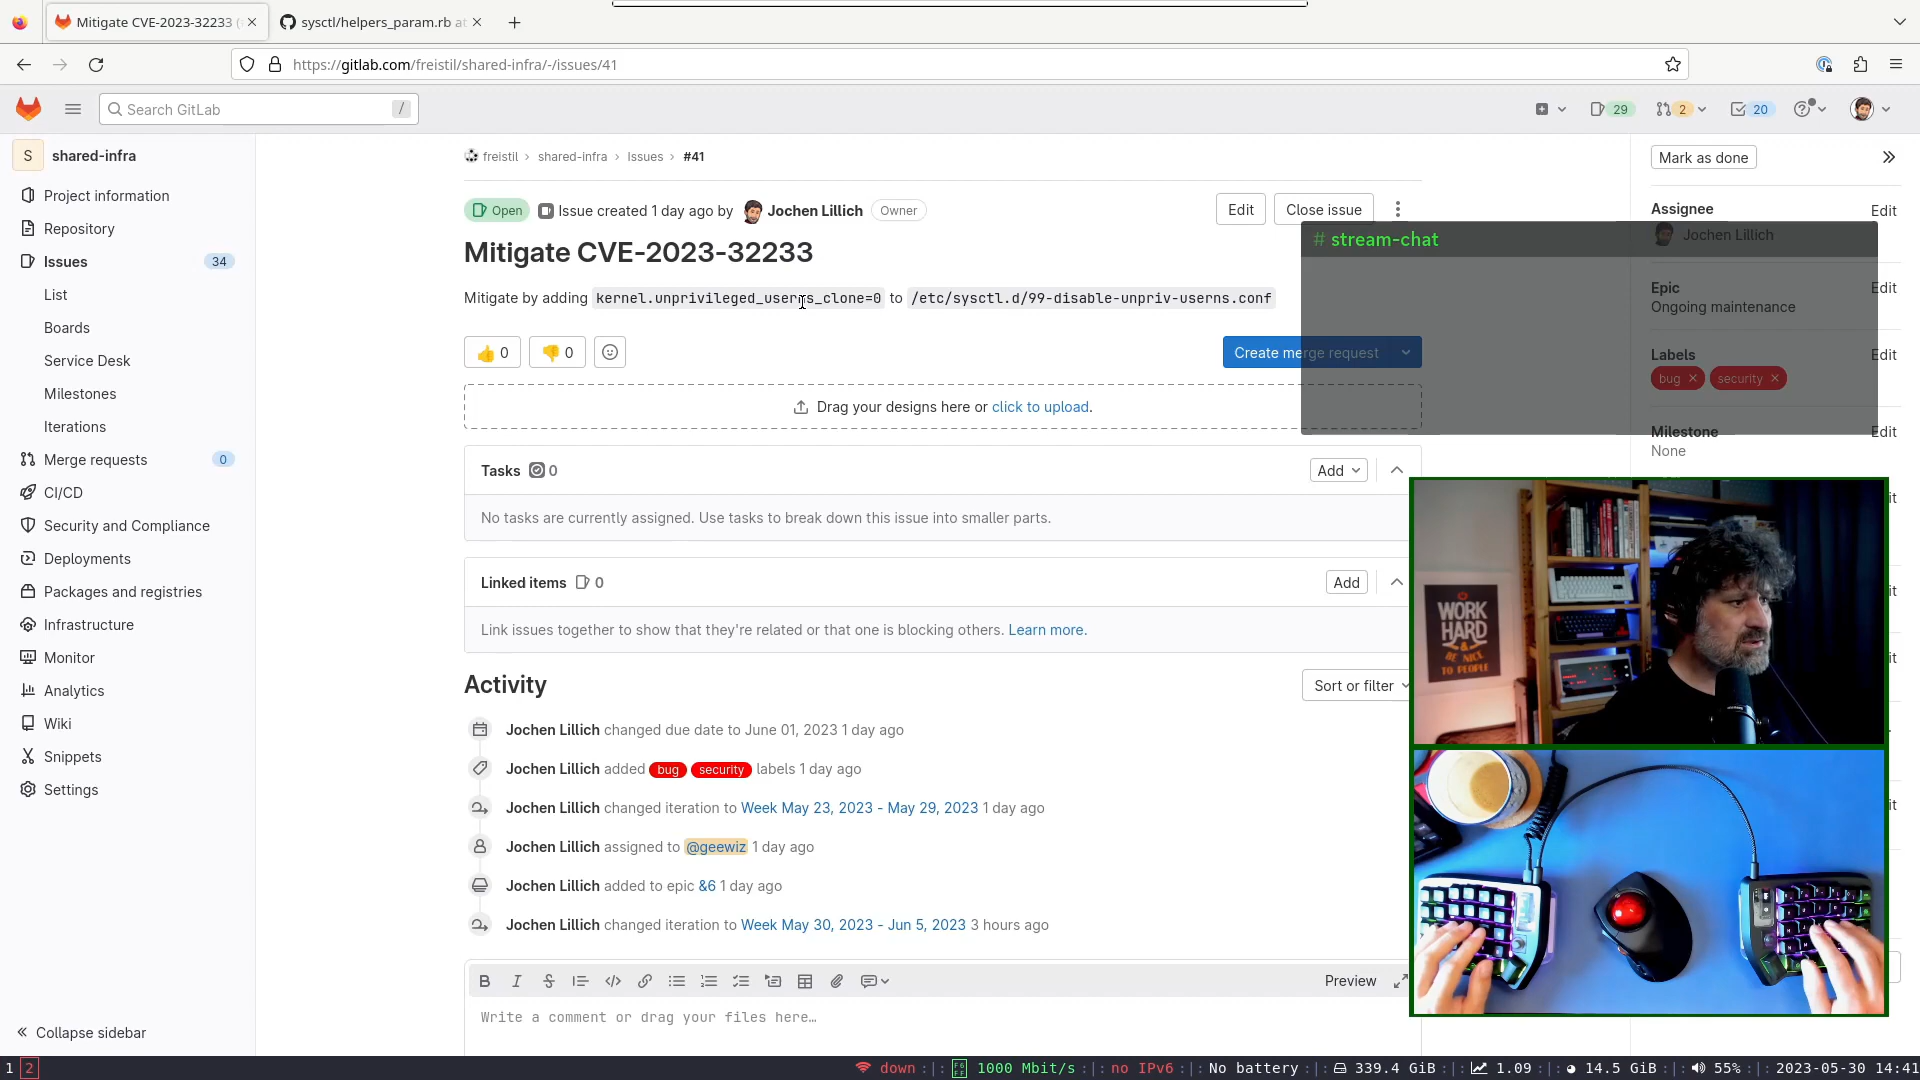 Mitigate CVE-2023-32233 (
sysctl/helpers_param.rb at
https://gitlab.com/freistil/shared-infra/-/issues/41
Search GitLab
/
29
2
20
S
shared-infra
Project information
Repository
Issues 34
List
Boards
Service Desk
Milestones
Iterations
Merge requests 0
CI/CD
Security and Compliance
Deployments
Packages and registries
Infrastructure
Monitor
Analytics
Wiki
Snippets
Settings
Collapse sidebar
freistil › shared-infra › Issues › #41
Open Issue created 1 day ago by Jochen Lillich Owner
Edit
Close issue
Mitigate CVE-2023-32233
Mitigate by adding kernel.unprivileged_userns_clone=0 to /etc/sysctl.d/99-disable-unpriv-userns.conf
0
0
Create merge request
Drag your designs here or click to upload.
Tasks 0
Add
No tasks are currently assigned. Use tasks to break down this issue into smaller parts.
Linked items 0
Add
Link issues together to show that they're related or that one is blocking others. Learn more.
Activity
Sort or filter
Jochen Lillich changed due date to June 01, 2023 1 day ago
Jochen Lillich added bug security labels 1 day ago
Jochen Lillich changed iteration to Week May 23, 2023 - May 29, 2023 1 day ago
Jochen Lillich assigned to @geewiz 1 day ago
Jochen Lillich added to epic &6 1 day ago
Jochen Lillich changed iteration to Week May 30, 2023 - Jun 5, 2023 3 hours ago
B I S
Preview
Write a comment or drag your files here…
Mark as done
Assignee
Edit
Jochen Lillich
# stream-chat
Epic
Edit
Ongoing maintenance
Labels
Edit
bug
security
Milestone
Edit
None
WORK
HARD
& BE NICE
TO PEOPLE
1 2
down 1000 Mbit/s no IPv6 No battery 339.4 GiB 1.09 14.5 GiB 55% 2023-05-30 14:41